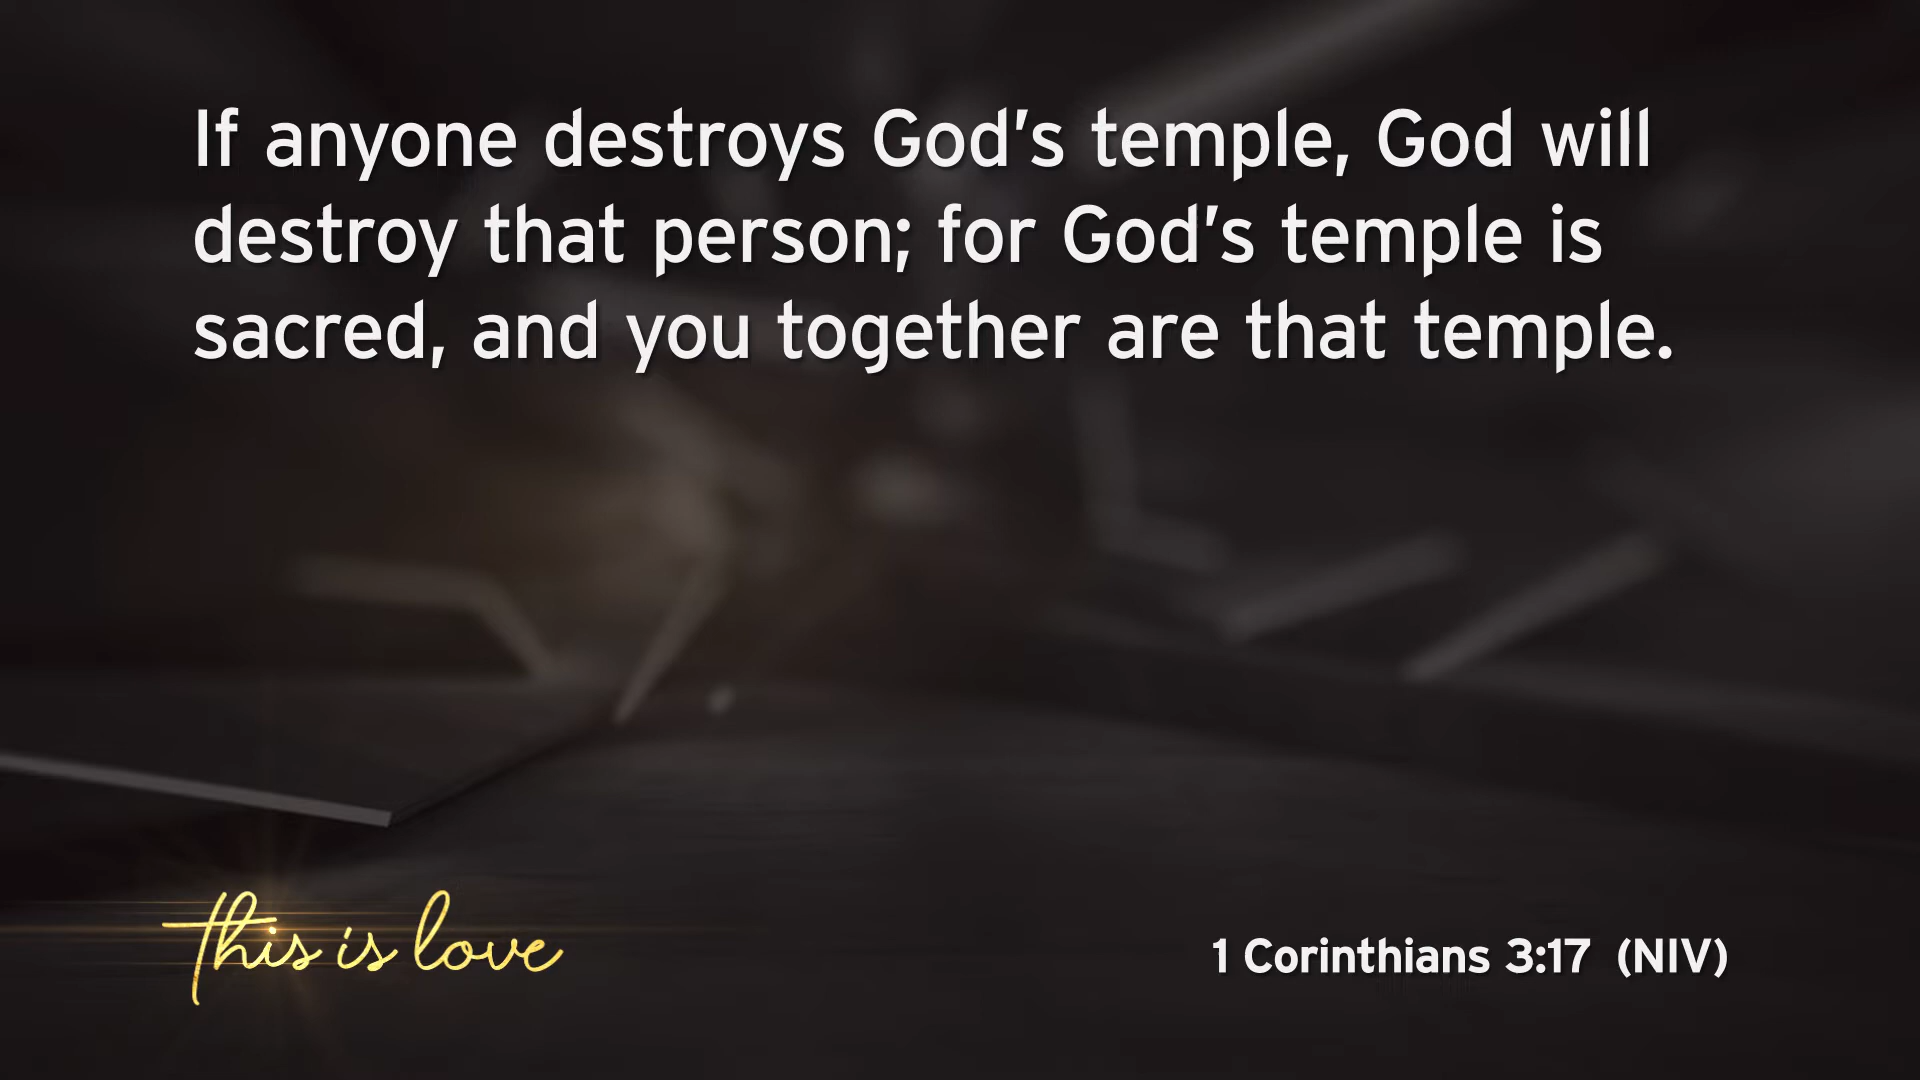 If anyone destroys God’s temple, God will
destroy that person; for God’s temple is
sacred, and you together are that temple.
this is love
1 Corinthians 3:17 (NIV)